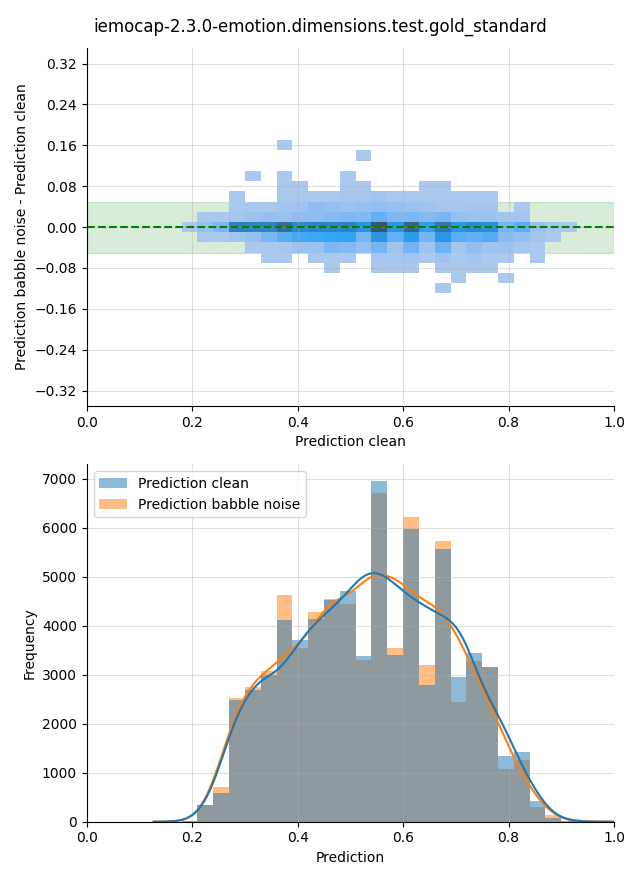 iemocap-2.3.0-emotion.dimensions.test.gold_standard
Prediction babble noise - Prediction clean
0.32
0.24
0.16
0.08
0.00
−0.08
−0.16
−0.24
−0.32
0.0 0.2 0.4 0.6 0.8 1.0
Prediction clean
Frequency
7000
6000
5000
4000
3000
2000
1000
0
Prediction clean
Prediction babble noise
0.0 0.2 0.4 0.6 0.8 1.0
Prediction